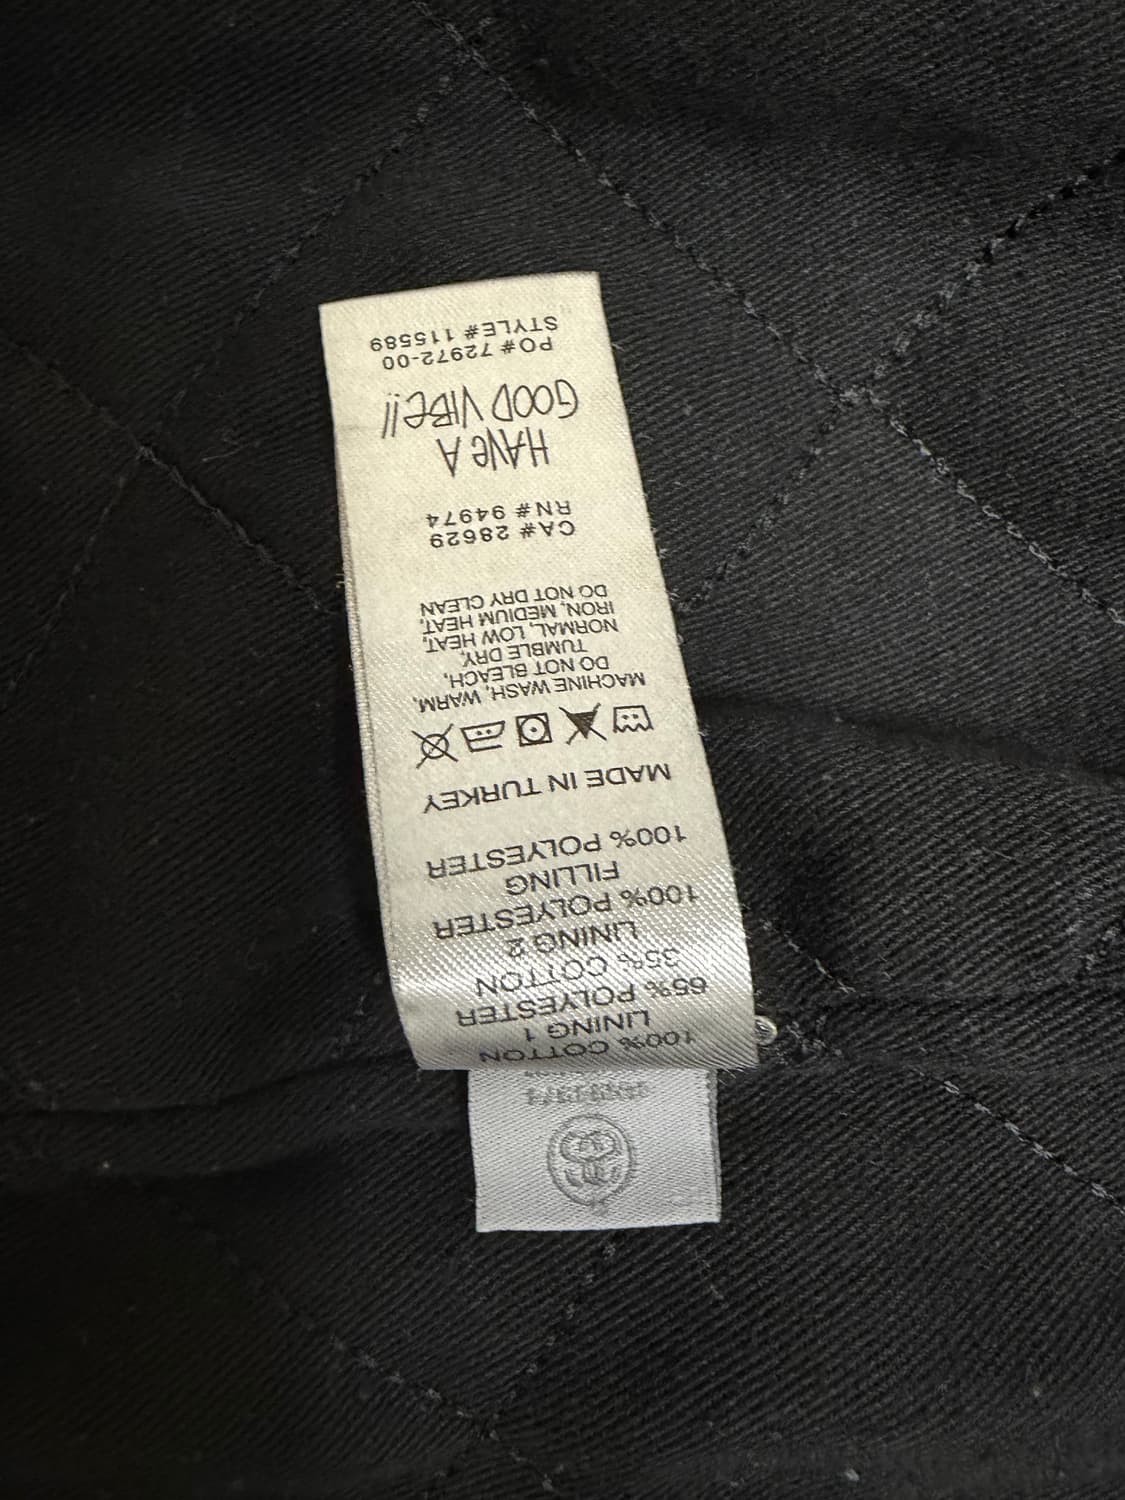 100% COTTON
LINING 1
65% POLYESTER
35% COTTON
LINING 2
100% POLYESTER
FILLING
100% POLYESTER
MADE IN TURKEY
MACHINE WASH, WARM,
DO NOT BLEACH,
TUMBLE DRY,
NORMAL, LOW HEAT,
IRON, MEDIUM HEAT,
DO NOT DRY CLEAN
CA# 28629
RN# 94974
HAVE A
GOOD VIBE!!
PO# 72972-00
STYLE# 115589